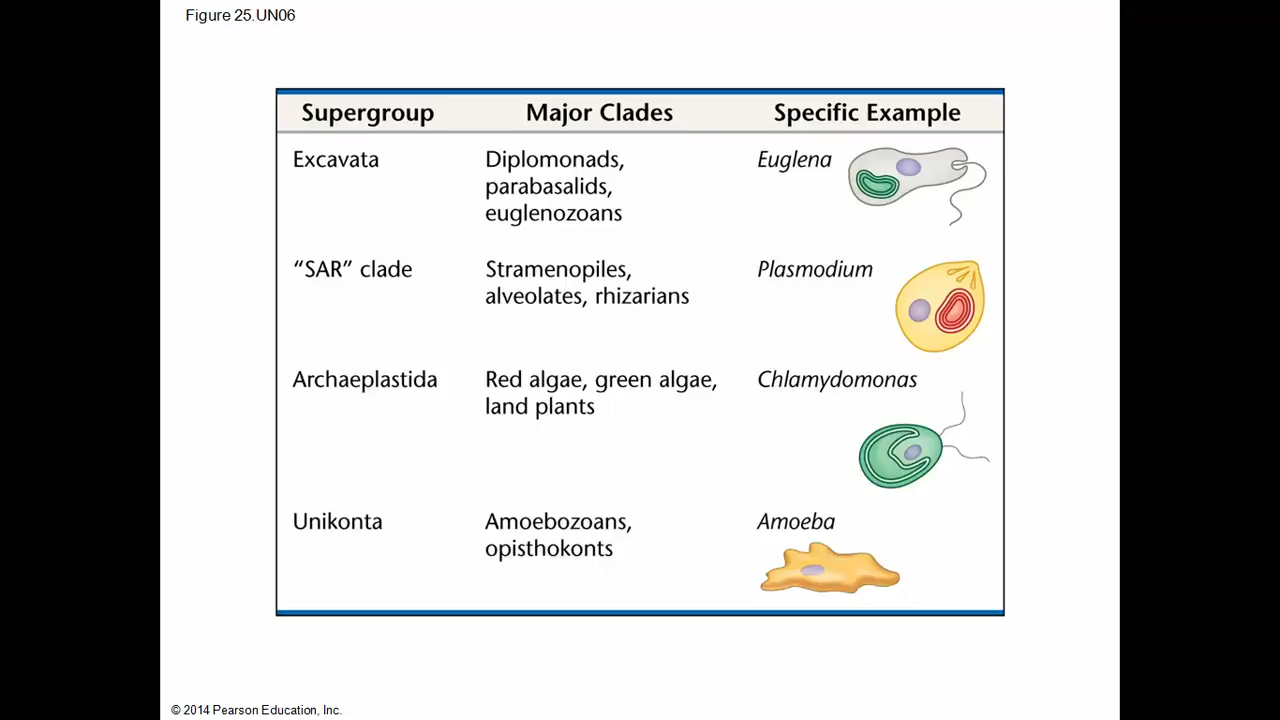 Figure 25.UN06
Supergroup Major Clades Specific Example
Excavata Diplomonads, Euglena
parabasalids,
euglenozoans
“SAR” clade Stramenopiles, Plasmodium
alveolates, rhizarians
Archaeplastida Red algae, green algae, Chlamydomonas
land plants
Unikonta Amoebozoans, Amoeba
opisthokonts
© 2014 Pearson Education, Inc.